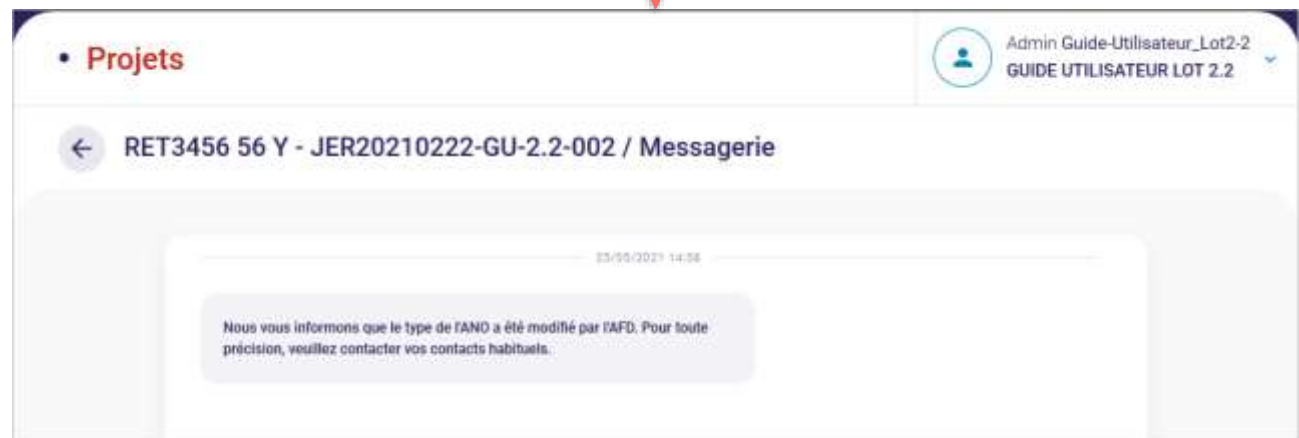 • Projets
Admin Guide-Utilisateur_Lot2-2
GUIDE UTILISATEUR LOT 2.2
RET3456 56 Y - JER20210222-GU-2.2-002 / Messagerie
14:56
Nous vous informons que le type de l'ANO a été modifié par l'AFD. Pour toute
précision, veuillez contacter vos contacts habituels.